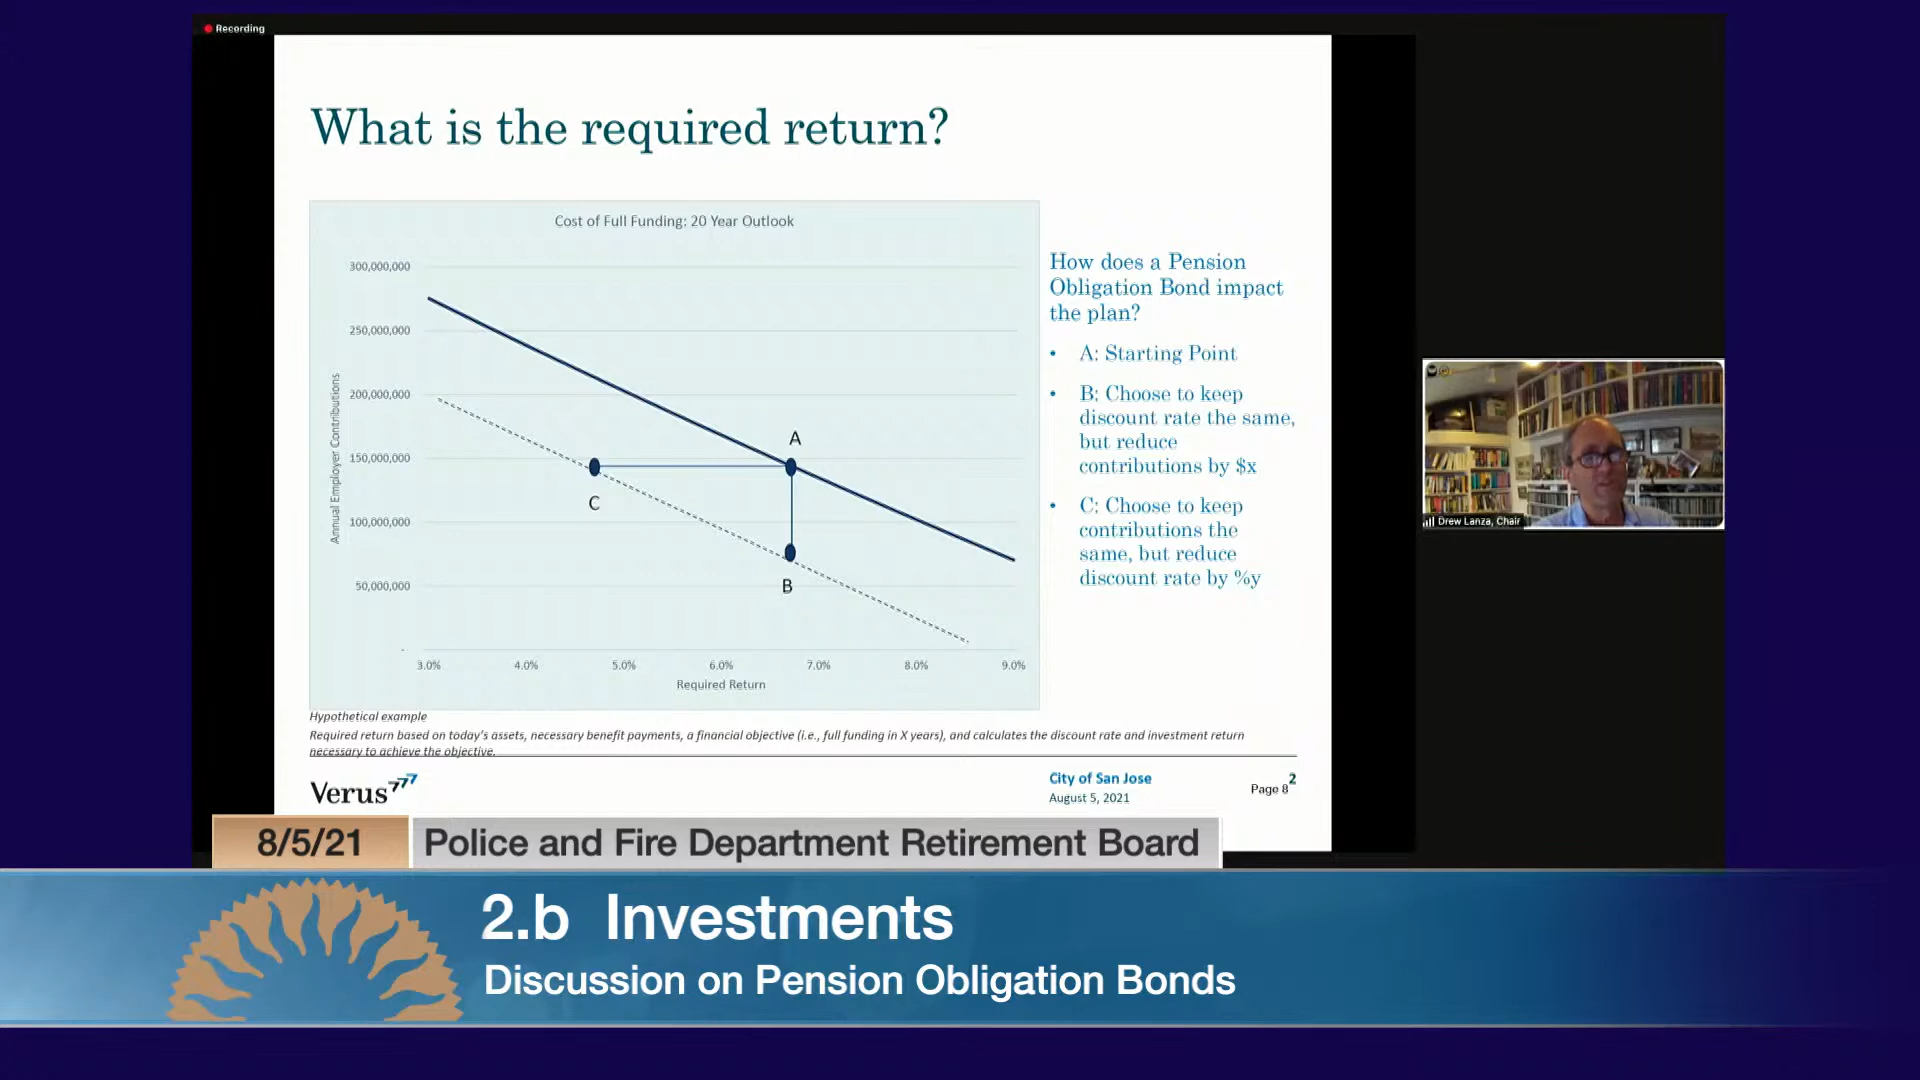 Recording
What is the required return?
Cost of Full Funding: 20 Year Outlook
300,000,000
250,000,000
200,000,000
150,000,000
100,000,000
50,000,000
-
Annual Employer Contributions
A
C
B
3.0% 4.0% 5.0% 6.0% 7.0% 8.0% 9.0%
Required Return
How does a Pension
Obligation Bond impact
the plan?
• A: Starting Point
• B: Choose to keep
discount rate the same,
but reduce
contributions by $x
• C: Choose to keep
contributions the
same, but reduce
discount rate by %y
Hypothetical example
Required return based on today's assets, necessary benefit payments, a financial objective (i.e., full funding in X years), and calculates the discount rate and investment return
necessary to achieve the objective.
Verus
City of San Jose
August 5, 2021
2
Page 8
Drew Lanza, Chair
8/5/21
Police and Fire Department Retirement Board
2.b Investments
Discussion on Pension Obligation Bonds